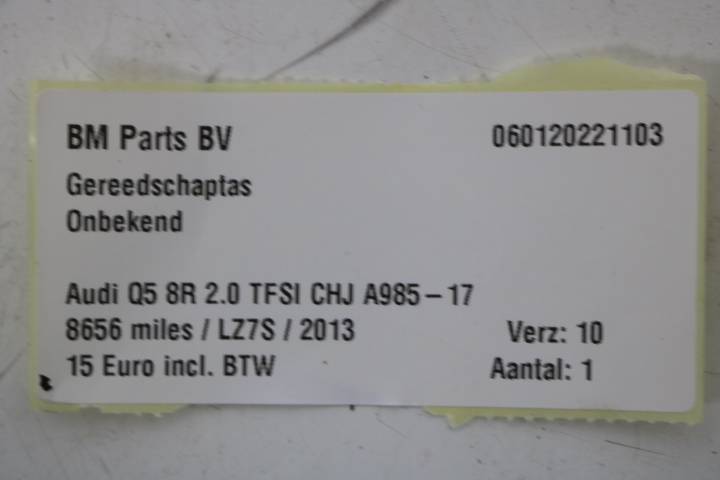 BM Parts BV 060120221103
Gereedschaptas
Onbekend
Audi Q5 8R 2.0 TFSI CHJ A985-17
8656 miles / LZ7S / 2013 Verz: 10
15 Euro incl. BTW Aantal: 1